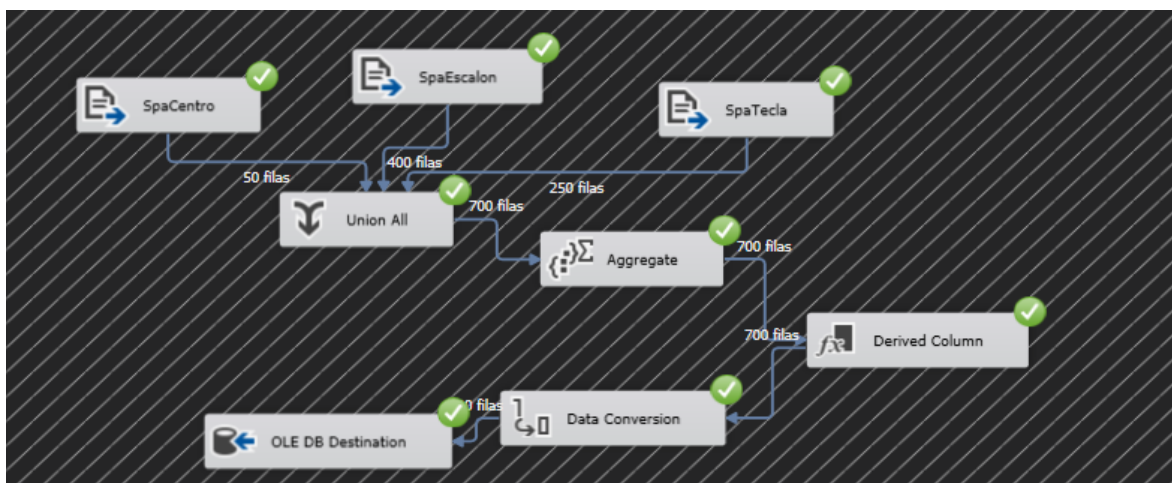 SpaCentro
SpaEscalon
SpaTecla
50 filas
400 filas
250 filas
Union All
700 filas
Aggregate
700 filas
Derived Column
700 filas
Data Conversion
0 filas
OLE DB Destination